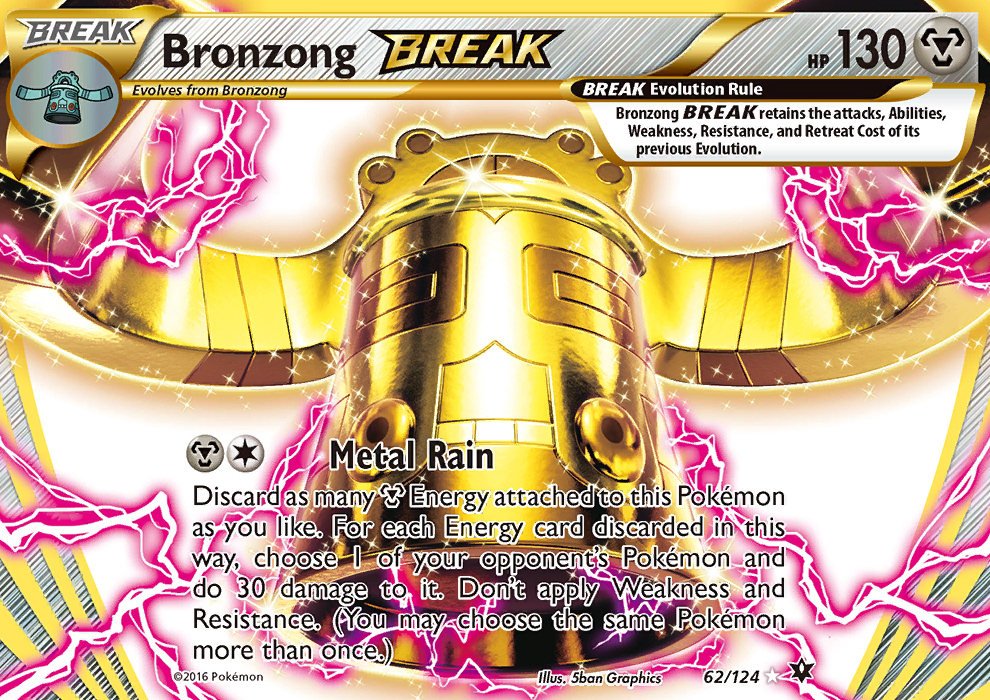 BREAK
Bronzong BREAK
HP 130
Evolves from Bronzong
BREAK Evolution Rule
Bronzong BREAK retains the attacks, Abilities,
Weakness, Resistance, and Retreat Cost of its
previous Evolution.
Metal Rain
Discard as many Energy attached to this Pokémon
as you like. For each Energy card discarded in this
way, choose 1 of your opponent's Pokémon and
do 30 damage to it. Don't apply Weakness and
Resistance. (You may choose the same Pokémon
more than once.)
©2016 Pokémon
Illus. 5ban Graphics
62/124